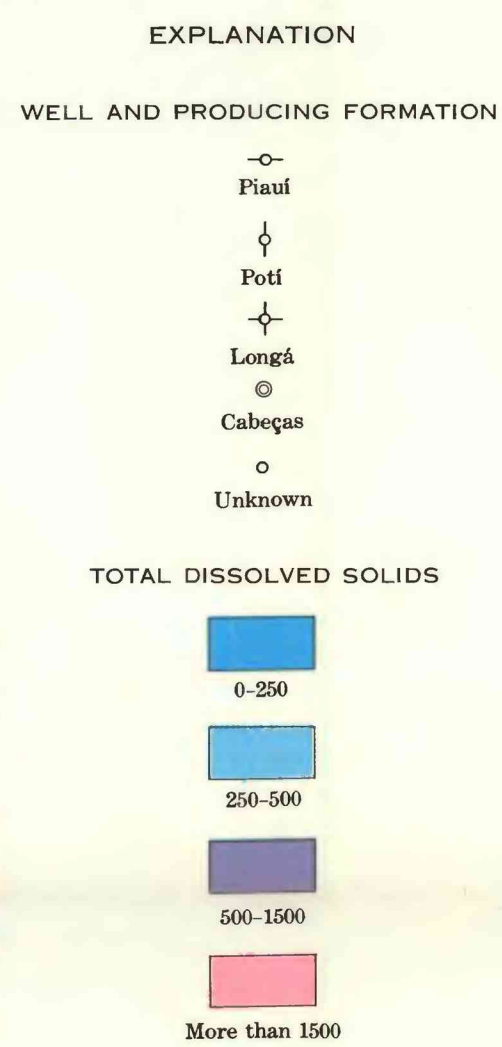 EXPLANATION
WELL AND PRODUCING FORMATION
Piauí
Potí
Longá
Cabeças
Unknown
TOTAL DISSOLVED SOLIDS
0-250
250-500
500-1500
More than 1500